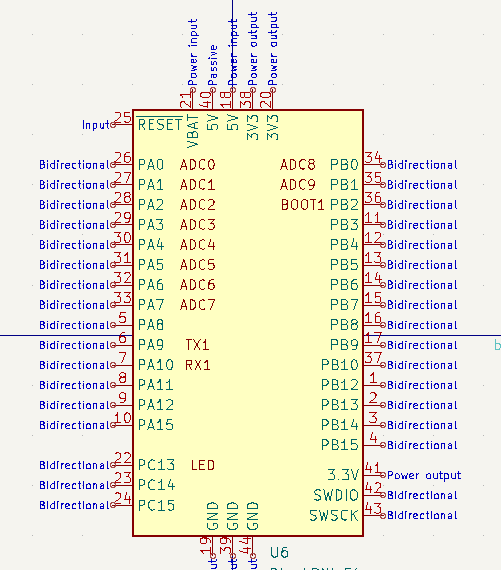 Power input Passive Power input Power output Power output
21 40 18 38 20
VBAT 5V 5V 3V3 3V3
Input 25 RESET
Bidirectional 26 PA0 ADC0 ADC8 PB0 34 Bidirectional
Bidirectional 27 PA1 ADC1 ADC9 PB1 35 Bidirectional
Bidirectional 28 PA2 ADC2 BOOT1 PB2 36 Bidirectional
Bidirectional 29 PA3 ADC3 PB3 11 Bidirectional
Bidirectional 30 PA4 ADC4 PB4 12 Bidirectional
Bidirectional 31 PA5 ADC5 PB5 13 Bidirectional
Bidirectional 32 PA6 ADC6 PB6 14 Bidirectional
Bidirectional 33 PA7 ADC7 PB7 15 Bidirectional
Bidirectional 5 PA8 PB8 16 Bidirectional
Bidirectional 6 PA9 TX1 PB9 17 Bidirectional
Bidirectional 7 PA10 RX1 PB10 37 Bidirectional
Bidirectional 8 PA11 PB12 1 Bidirectional
Bidirectional 9 PA12 PB13 2 Bidirectional
Bidirectional 10 PA15 PB14 3 Bidirectional
PB15 4 Bidirectional
Bidirectional 22 PC13 LED
3.3V 41 Power output
Bidirectional 23 PC14
SWDIO 42 Bidirectional
Bidirectional 24 PC15
SWSCK 43 Bidirectional
GND GND GND
19 39 44
U6